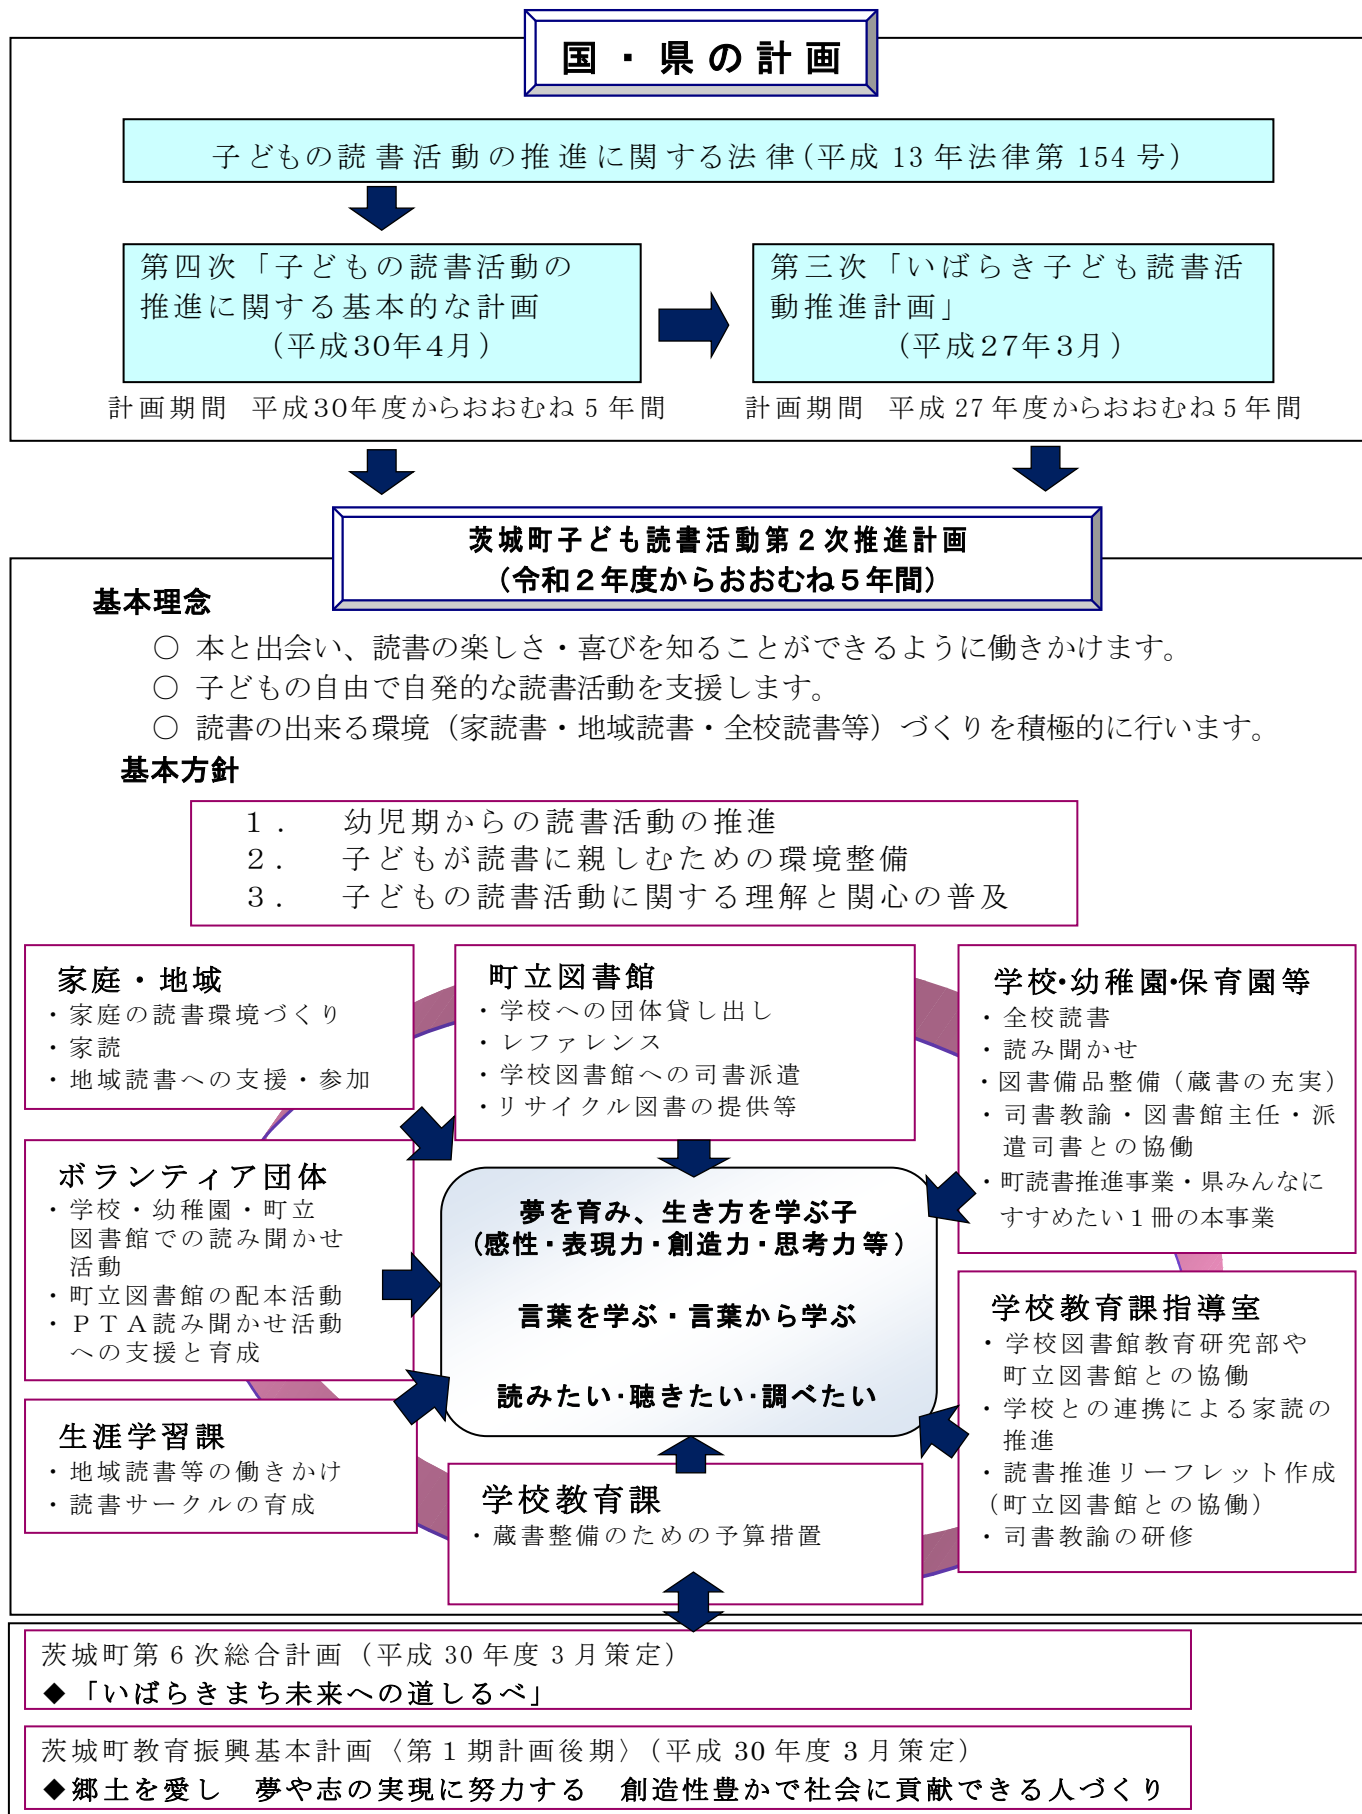 国・県の計画
子どもの読書活動の推進に関する法律(平成 13 年法律第 154 号)
第四次「子どもの読書活動の
推進に関する基本的な計画
(平成30年4月)
第三次「いばらき子ども読書活
動推進計画」
(平成27年3月)
計画期間 平成30年度からおおむね 5 年間
計画期間 平成 27 年度からおおむね 5 年間
茨城町子ども読書活動第2次推進計画
(令和2年度からおおむね5年間)
基本理念
○ 本と出会い、読書の楽しさ・喜びを知ることができるように働きかけます。
○ 子どもの自由で自発的な読書活動を支援します。
○ 読書の出来る環境（家読書・地域読書・全校読書等）づくりを積極的に行います。
基本方針
1. 幼児期からの読書活動の推進
2. 子どもが読書に親しむための環境整備
3. 子どもの読書活動に関する理解と関心の普及
家庭・地域
・家庭の読書環境づくり
・家読
・地域読書への支援・参加
町立図書館
・学校への団体貸し出し
・レファレンス
・学校図書館への司書派遣
・リサイクル図書の提供等
学校・幼稚園・保育園等
・全校読書
・読み聞かせ
・図書備品整備（蔵書の充実）
・司書教諭・図書館主任・派
遣司書との協働
・町読書推進事業・県みんなに
すすめたい１冊の本事業
ボランティア団体
・学校・幼稚園・町立
図書館での読み聞かせ
活動
・町立図書館の配本活動
・ＰＴＡ読み聞かせ活動
への支援と育成
夢を育み、生き方を学ぶ子
(感性・表現力・創造力・思考力等)
言葉を学ぶ・言葉から学ぶ
読みたい・聴きたい・調べたい
学校教育課指導室
・学校図書館教育研究部や
町立図書館との協働
・学校との連携による家読の
推進
・読書推進リーフレット作成
（町立図書館との協働）
・司書教諭の研修
生涯学習課
・地域読書等の働きかけ
・読書サークルの育成
学校教育課
・蔵書整備のための予算措置
茨城町第 6 次総合計画（平成 30 年度 3 月策定）
◆「いばらきまち未来への道しるべ」
茨城町教育振興基本計画〈第 1 期計画後期〉（平成 30 年度 3 月策定）
◆郷土を愛し　夢や志の実現に努力する　創造性豊かで社会に貢献できる人づくり